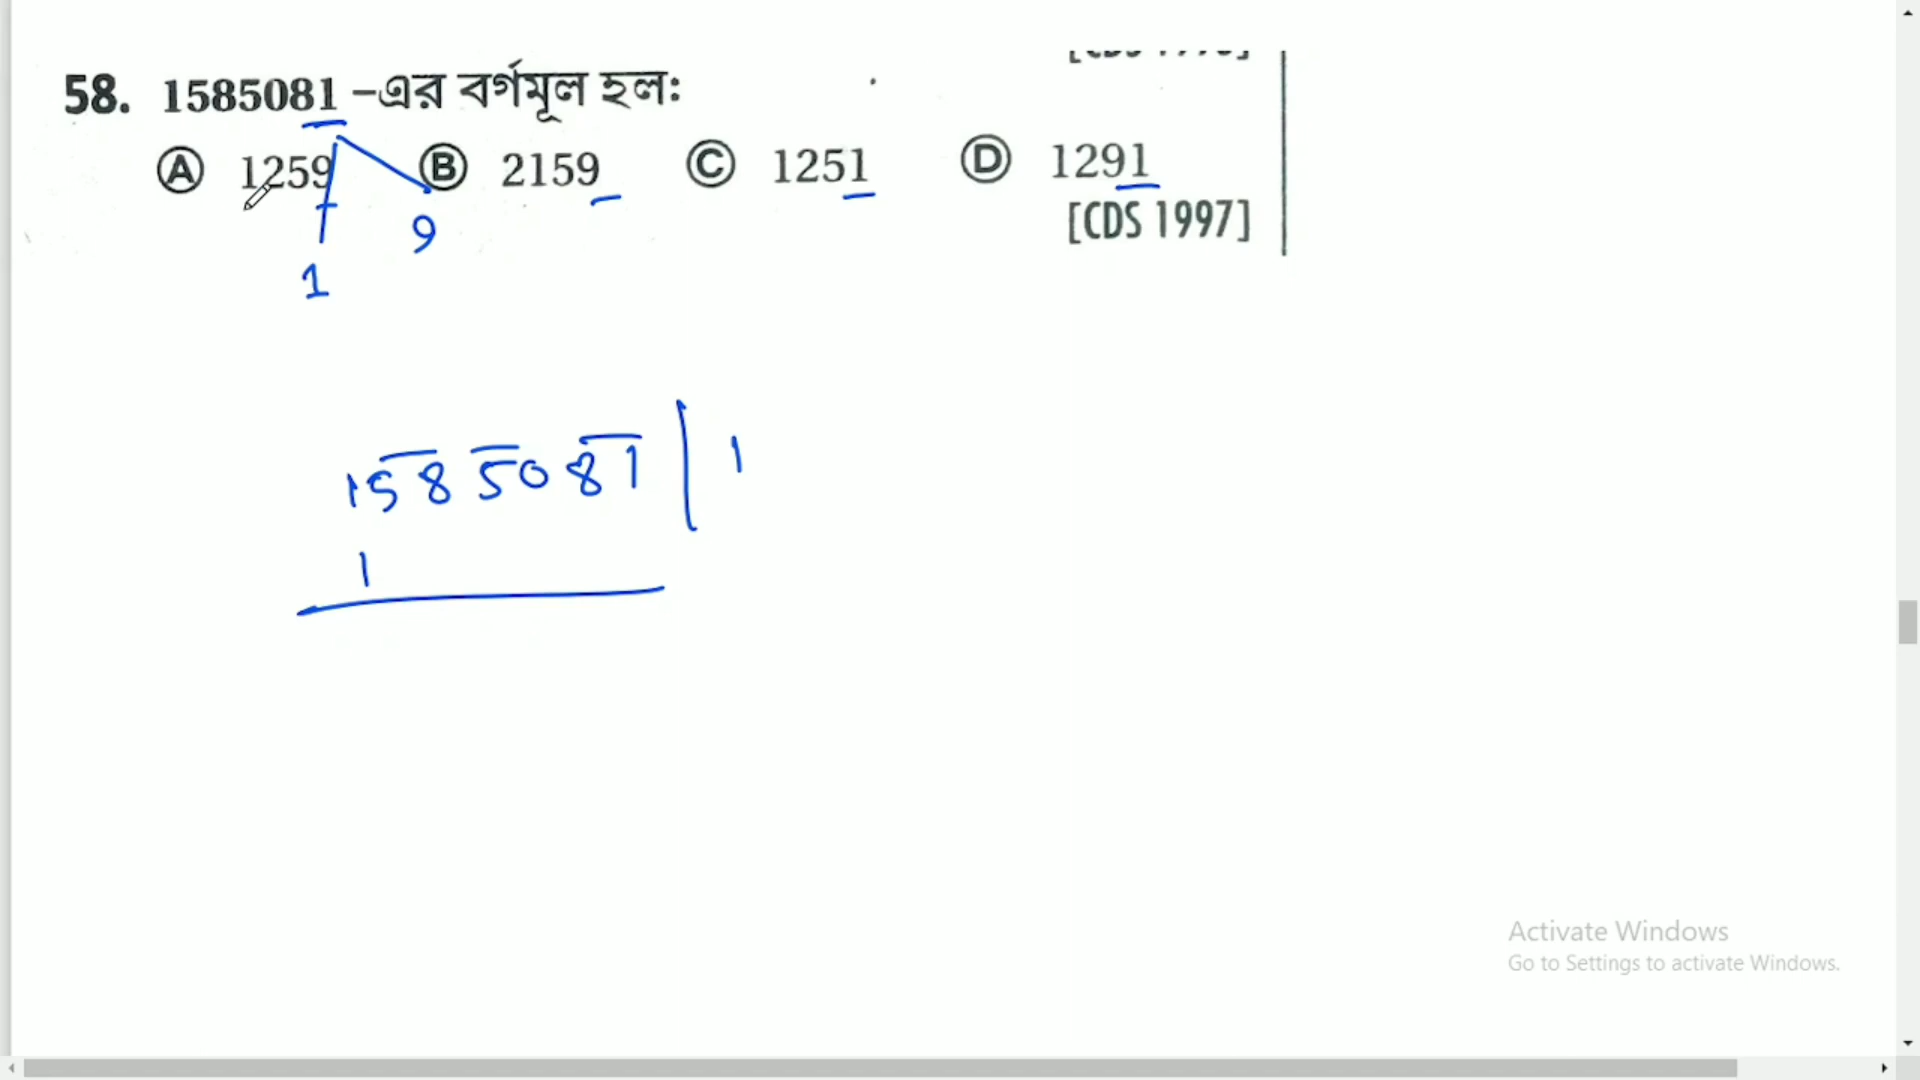 58. 1585081 –এর বর্গমূল হল:
Ⓐ 1259 Ⓑ 2159 Ⓒ 1251 Ⓓ 1291
[CDS 1997]
1 9
1585081 | 1
1
Activate Windows
Go to Settings to activate Windows.